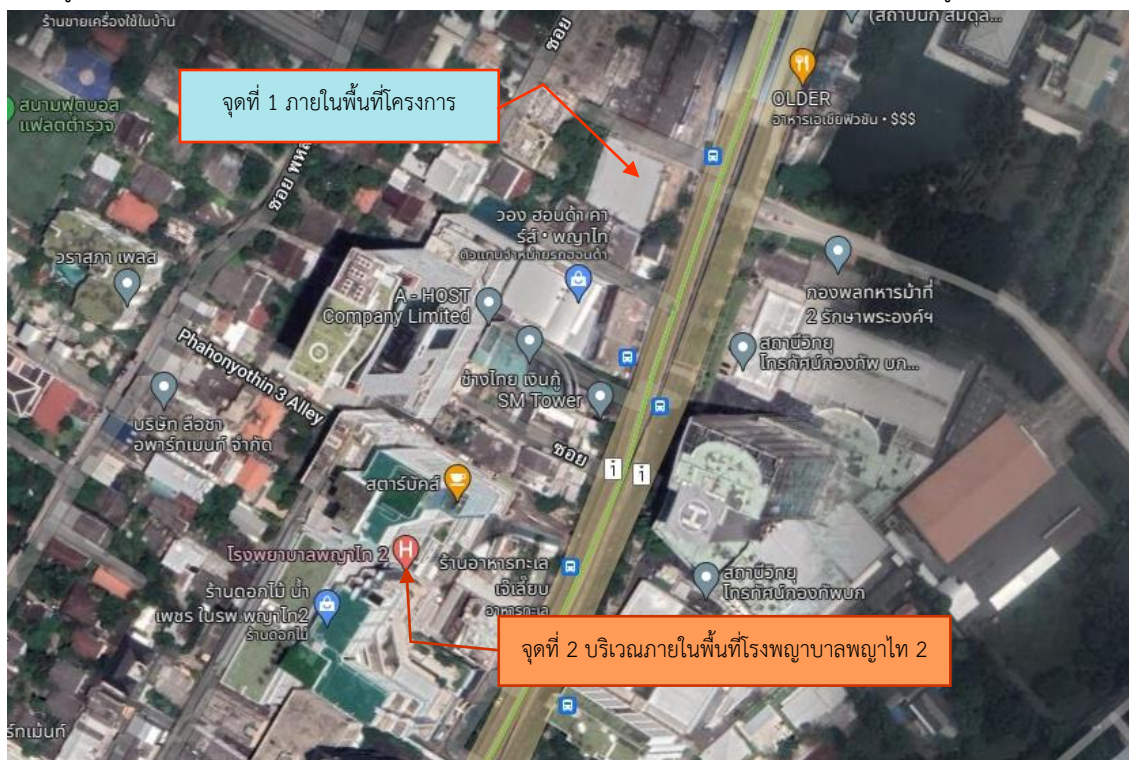 ร้านขายเครื่องใช้ในบ้าน
ซอย
(สถาบันก สมดุล...
จุดที่ 1 ภายในพื้นที่โครงการ
OLDER
อาหารเอเชียฟิวชัน • $$$
สนามฟุตบอล
แฟลตตำรวจ
ซอย พหล
วอง ฮอนด้า คา
ร์ส์ • พญาไท
ตัวแทนจำหน่ายรถฮอนด้า
วราสภา เพลส
A - HOST
Company Limited
กองพลทหารม้าที่
2 รักษาพระองค์ฯ
สถานีวิทยุ
โทรทัศน์กองทัพ บก...
Phahonyothin 3 Alley
ช่างไทย เงินกู้
SM Tower
บริษัท ลือชา
อพาร์ทเมนท์ จำกัด
ซอย
สตาร์บัคส์
โรงพยาบาลพญาไท 2
H
ร้านอาหารทะเล
เจ๊เสี่ยบ
อาหารทะเล
สถานีวิทยุ
โทรทัศน์กองทัพบก
ร้านดอกไม้ น้ำ
เพชร ในรพ.พญาไท2
ร้านดอกไม้
จุดที่ 2 บริเวณภายในพื้นที่โรงพญาบาลพญาไท 2
ร์ทเม้นท์